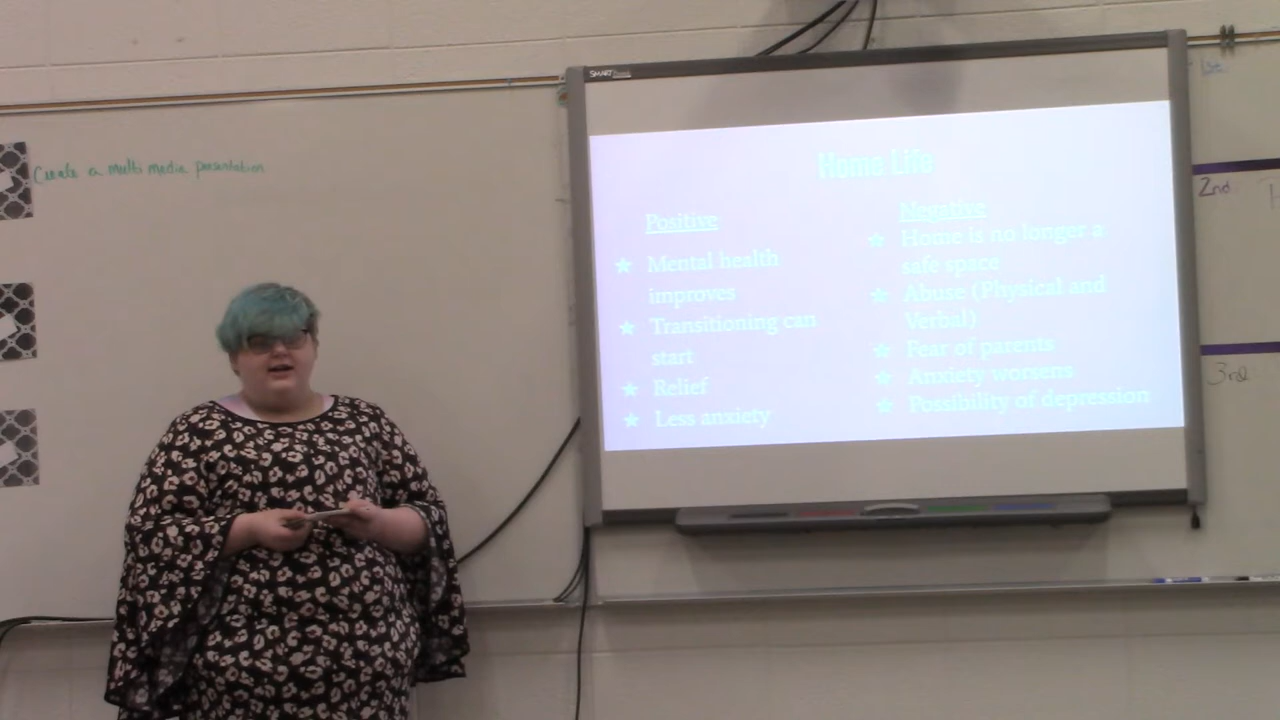 SMART
Create a multi media presentation
Home Life
Positive
Mental health
improves
Transitioning can
start
Relief
Less anxiety
Negative
Home is no longer a
safe space
Abuse (Physical and
Verbal)
Fear of parents
Anxiety worsens
Possibility of depression
2nd
3rd